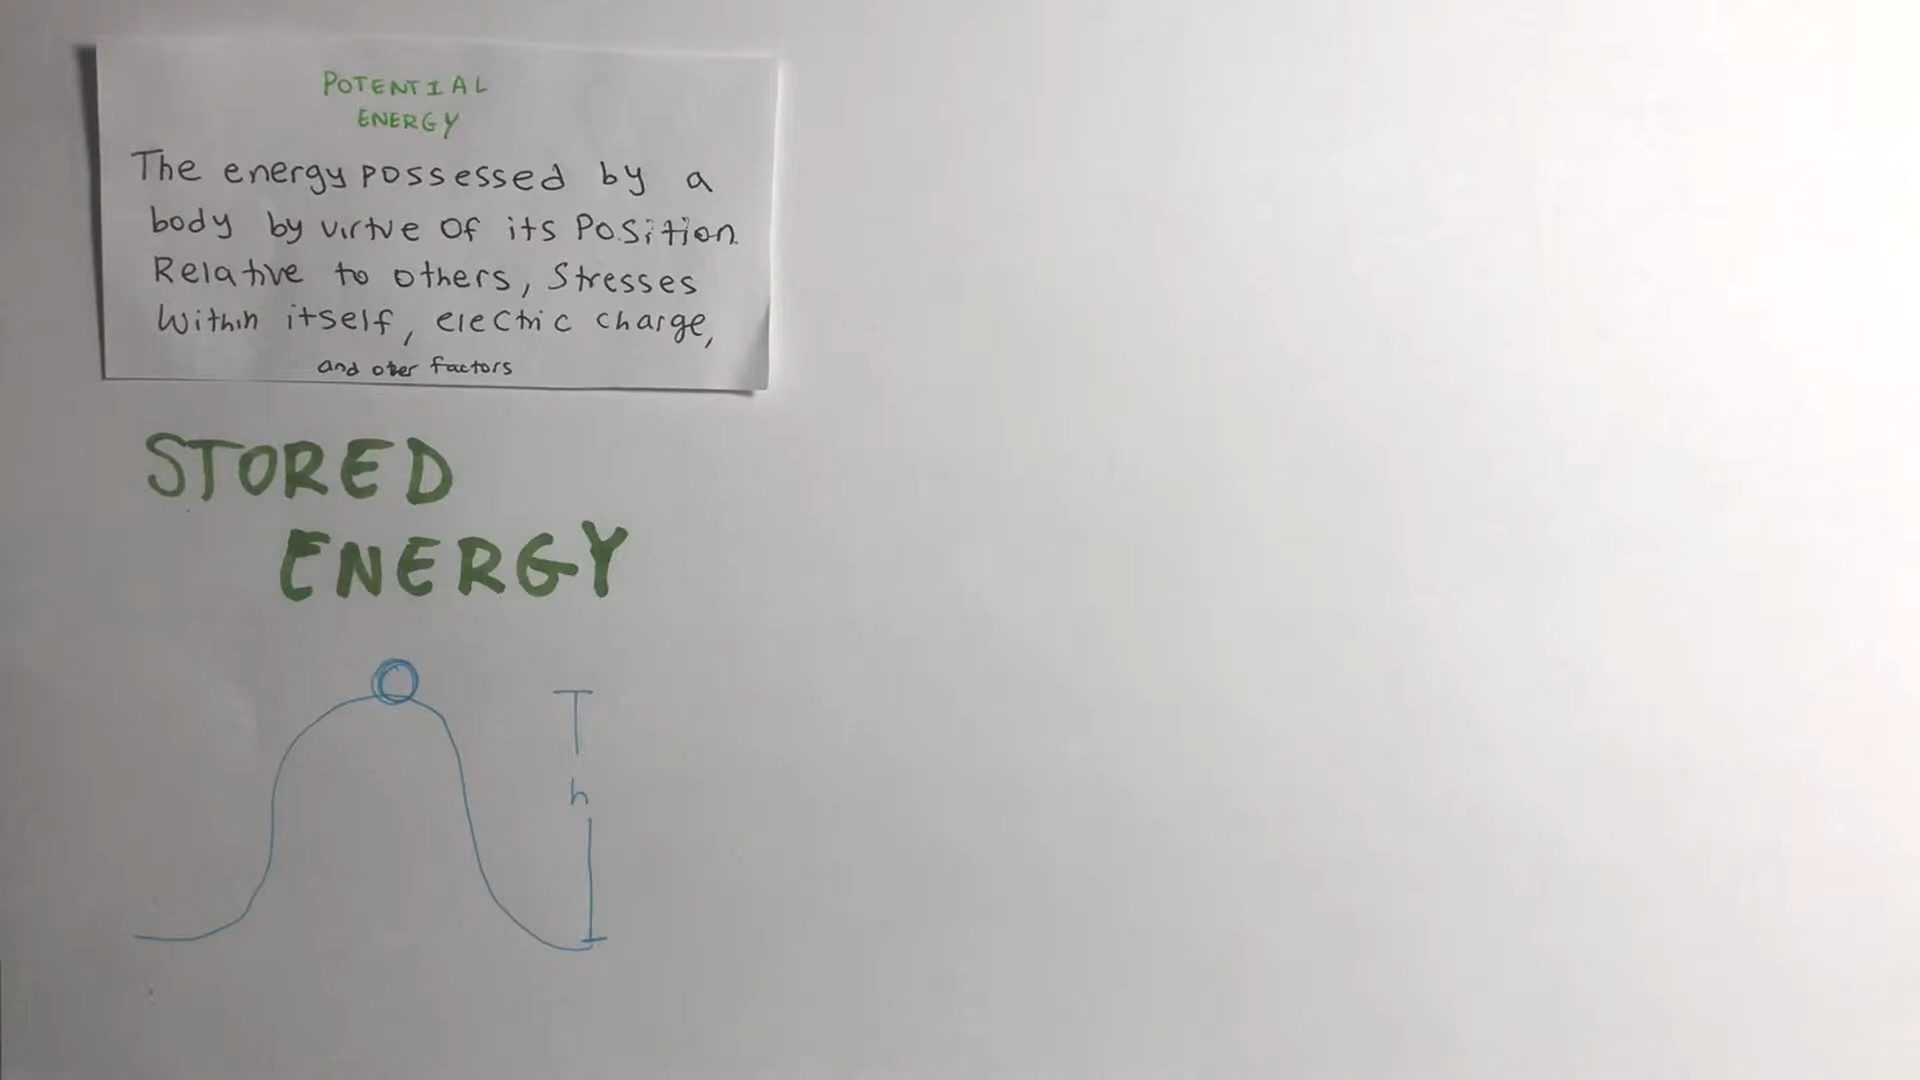 POTENTIAL
ENERGY
The energy possessed by a
body by virtue of its Position
Relative to others, Stresses
Within itself, electric charge,
and oter factors
STORED
ENERGY
h